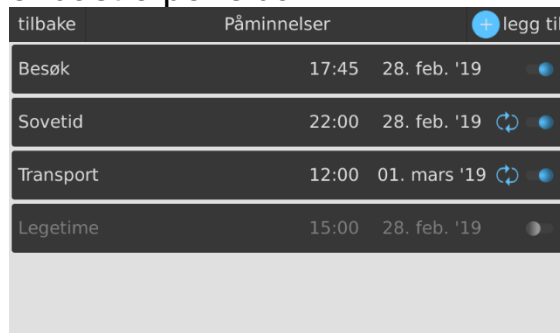 tilbake Påminnelser + legg til
Besøk 17:45 28. feb. '19
Sovetid 22:00 28. feb. '19
Transport 12:00 01. mars '19
Legetime 15:00 28. feb. '19